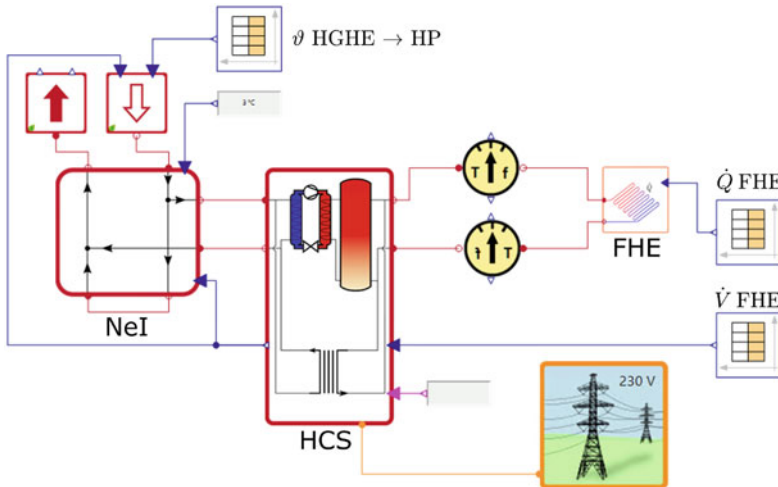 ϑ HGHE → HP
3 °C
T f
Q̇
Q̇ FHE
FHE
f T
NeI
V̇ FHE
HCS
230 V